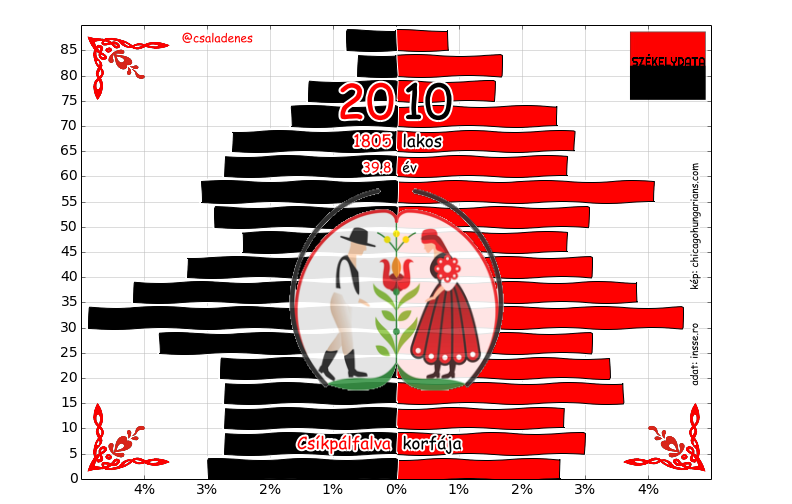 @csaladenes
SZÉKELYDATA
2010
1805 lakos
39.8 év
Csíkpálfalva korfája
kép: chicagohungarians.com
adat: insse.ro
85
80
75
70
65
60
55
50
45
40
35
30
25
20
15
10
5
0
4% 3% 2% 1% 0% 1% 2% 3% 4%